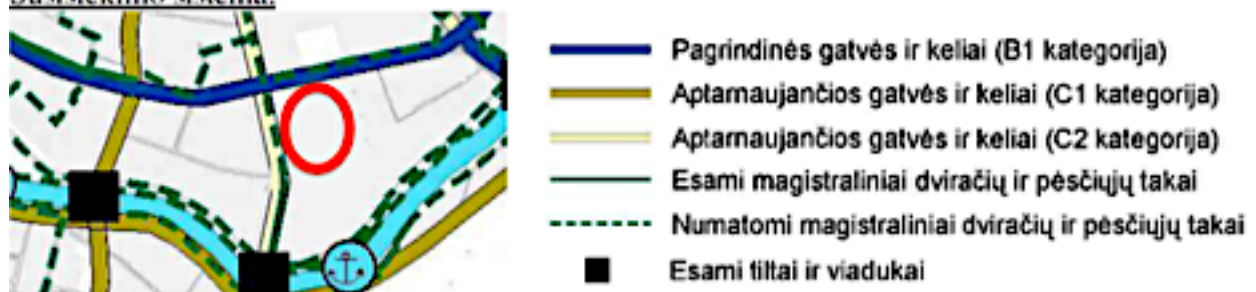 Pagrindinės gatvės ir keliai (B1 kategorija)
Aptarnaujančios gatvės ir keliai (C1 kategorija)
Aptarnaujančios gatvės ir keliai (C2 kategorija)
Esami magistraliniai dviračių ir pėsčiųjų takai
Numatomi magistraliniai dviračių ir pėsčiųjų takai
Esami tiltai ir viadukai